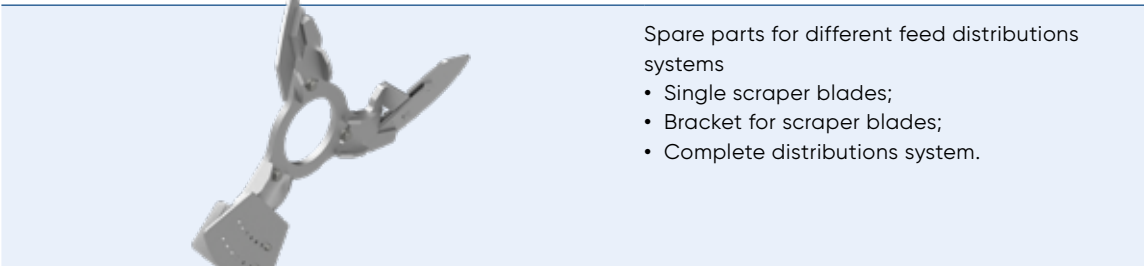 Spare parts for different feed distributions
systems
• Single scraper blades;
• Bracket for scraper blades;
• Complete distributions system.